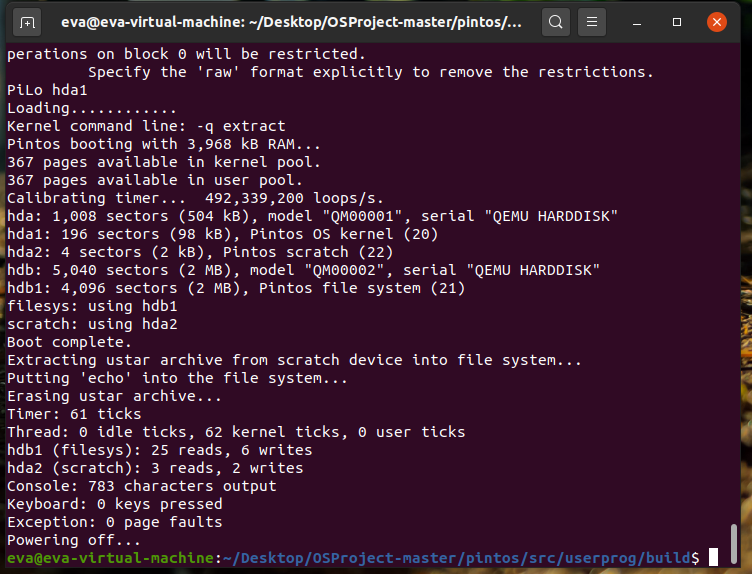 eva@eva-virtual-machine: ~/Desktop/OSProject-master/pintos/...
perations on block 0 will be restricted.
         Specify the 'raw' format explicitly to remove the restrictions.
PiLo hda1
Loading............
Kernel command line: -q extract
Pintos booting with 3,968 kB RAM...
367 pages available in kernel pool.
367 pages available in user pool.
Calibrating timer...  492,339,200 loops/s.
hda: 1,008 sectors (504 kB), model "QM00001", serial "QEMU HARDDISK"
hda1: 196 sectors (98 kB), Pintos OS kernel (20)
hda2: 4 sectors (2 kB), Pintos scratch (22)
hdb: 5,040 sectors (2 MB), model "QM00002", serial "QEMU HARDDISK"
hdb1: 4,096 sectors (2 MB), Pintos file system (21)
filesys: using hdb1
scratch: using hda2
Boot complete.
Extracting ustar archive from scratch device into file system...
Putting 'echo' into the file system...
Erasing ustar archive...
Timer: 61 ticks
Thread: 0 idle ticks, 62 kernel ticks, 0 user ticks
hdb1 (filesys): 25 reads, 6 writes
hda2 (scratch): 3 reads, 2 writes
Console: 783 characters output
Keyboard: 0 keys pressed
Exception: 0 page faults
Powering off...
eva@eva-virtual-machine:~/Desktop/OSProject-master/pintos/src/userprog/build$